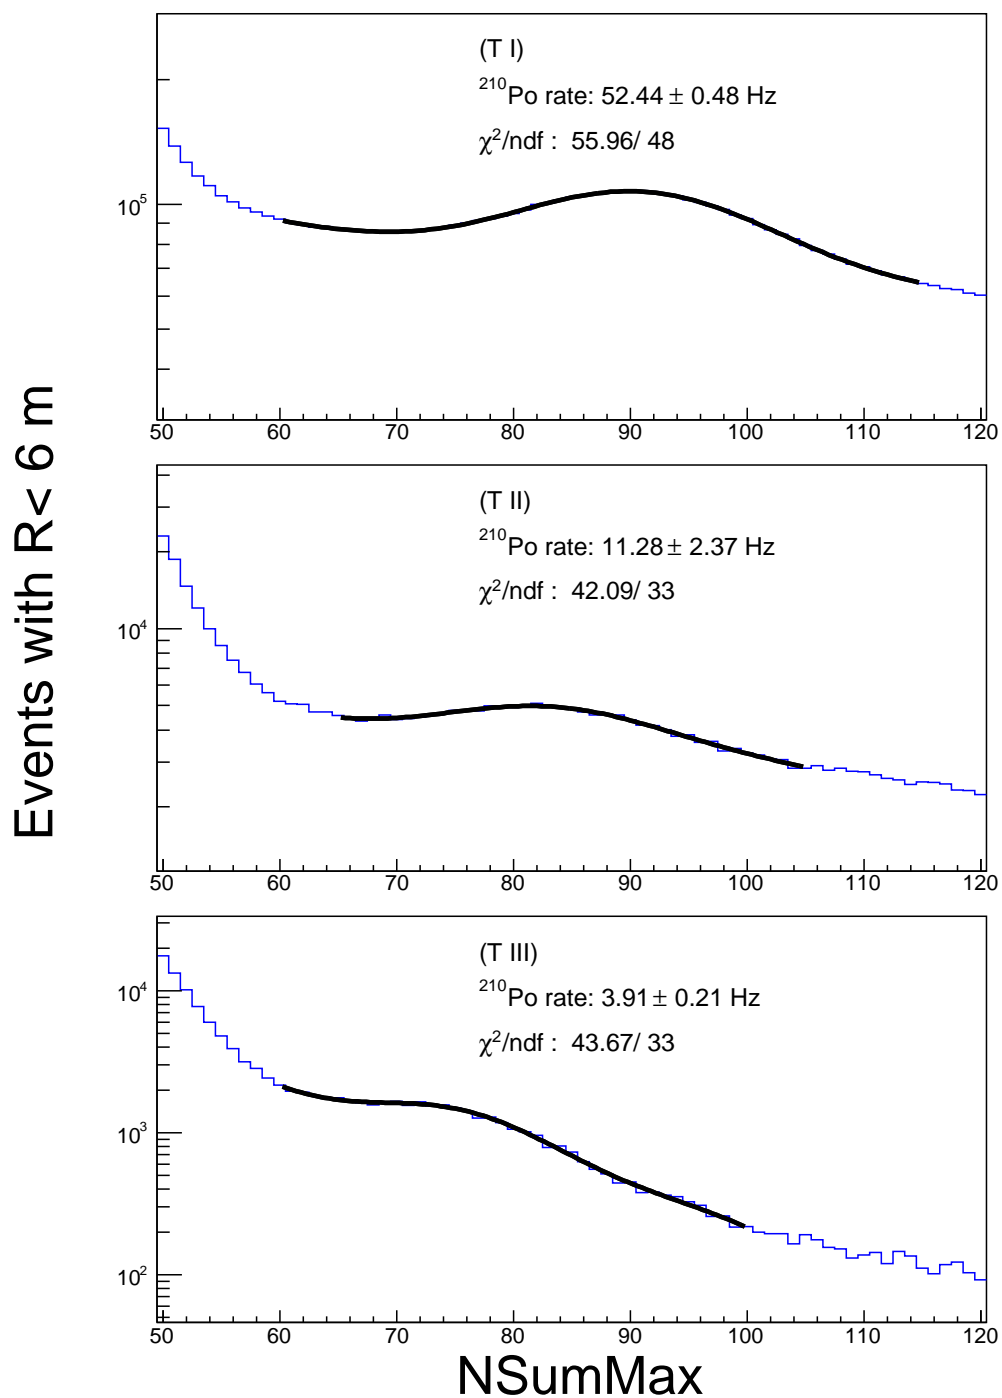 Events with R< 6 m
(T I)
²¹⁰Po rate: 52.44 ± 0.48 Hz
χ²/ndf : 55.96/ 48
10⁵
50 60 70 80 90 100 110 120
(T II)
²¹⁰Po rate: 11.28 ± 2.37 Hz
χ²/ndf : 42.09/ 33
10⁴
50 60 70 80 90 100 110 120
(T III)
²¹⁰Po rate: 3.91 ± 0.21 Hz
χ²/ndf : 43.67/ 33
10⁴
10³
10²
50 60 70 80 90 100 110 120
NSumMax